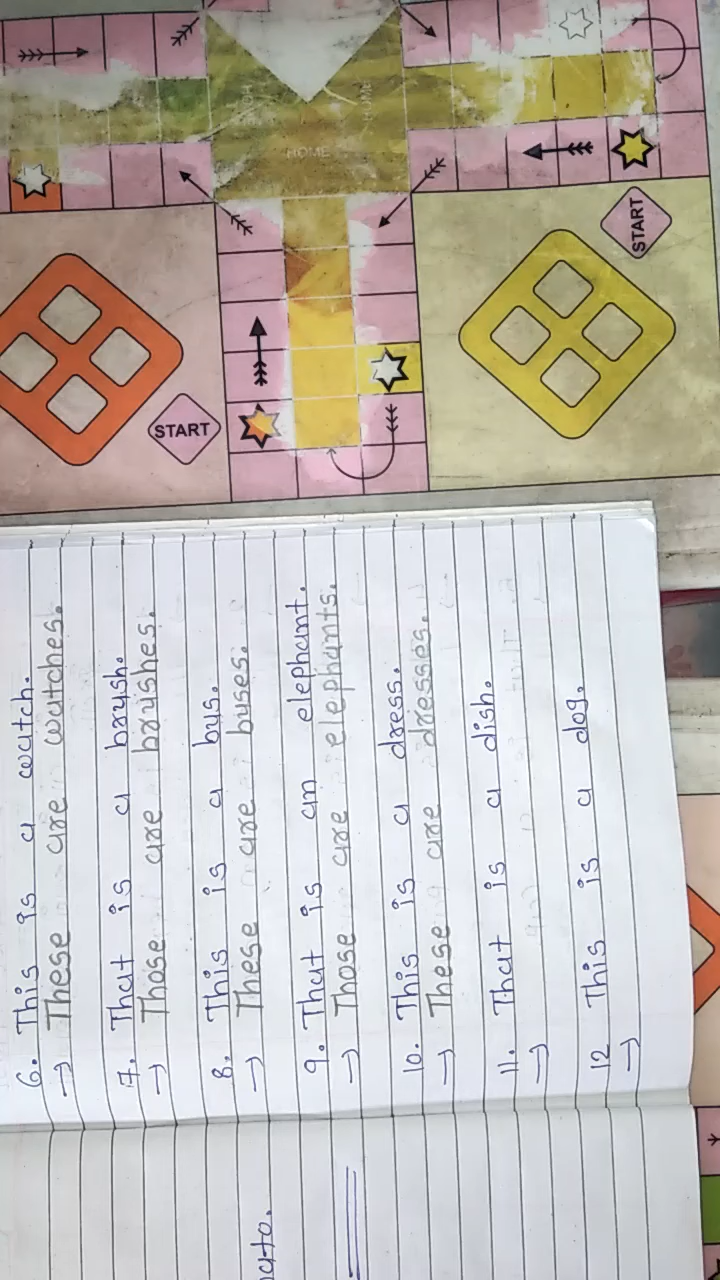 HOME
HOME
HOME
START
START
6. This is a watch.
→ These are watches.
7. That is a brush.
→ Those are brushes.
8. This is a bus.
→ These are buses.
9. That is an elephant.
→ Those are elephants.
10. This is a dress.
→ These are dresses.
11. That is a dish.
→
12 This is a dog.
→